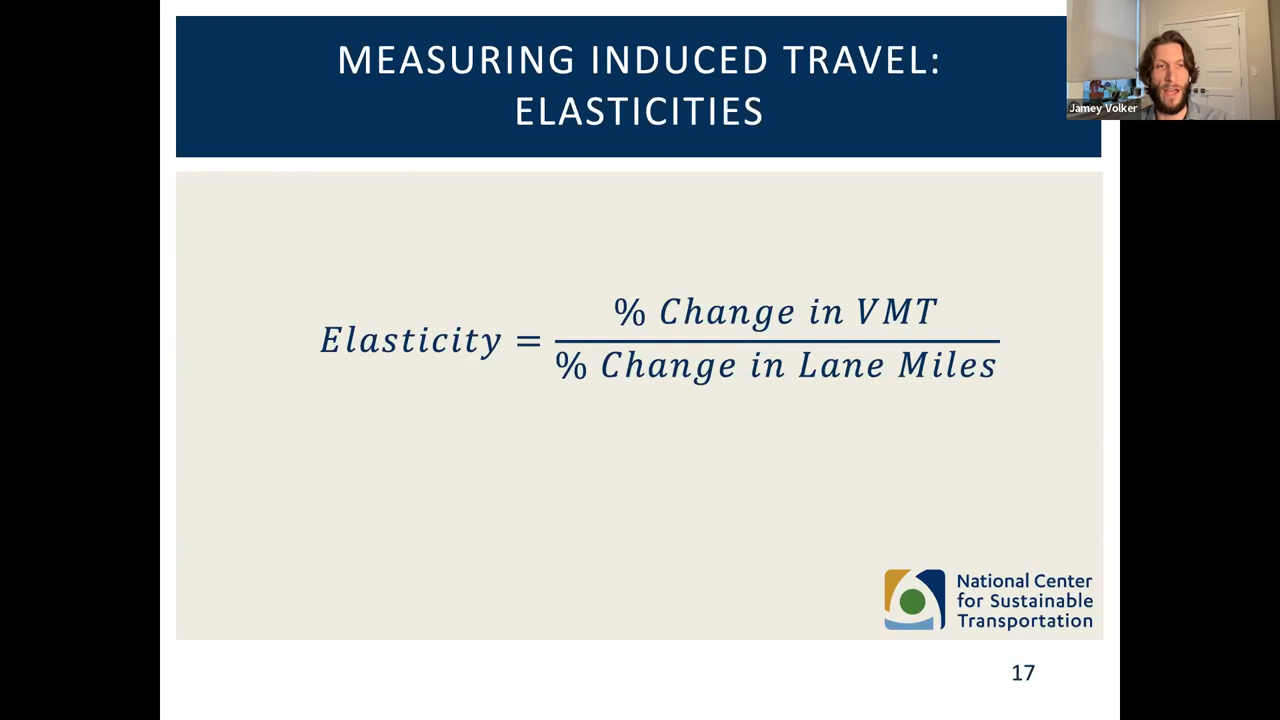 MEASURING INDUCED TRAVEL:
ELASTICITIES
Jamey Volker
Elasticity = % Change in VMT / % Change in Lane Miles
National Center
for Sustainable
Transportation
17